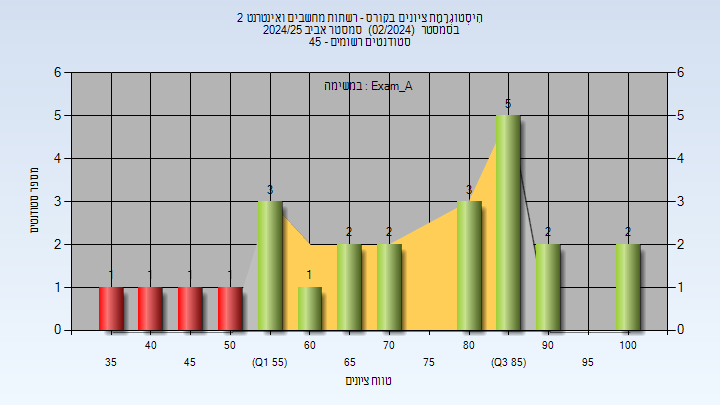 הִיסְטוֹגְרָמַת ציונים בקורס - רשתות מחשבים ואינטרנט 2
בסמסטר (02/2024) סמסטר אביב 2024/25
סטודנטים רשומים - 45
במשימה : Exam_A
מספר סטודנטים
6 6
5 5
4 4
3 3
2 2
1 1
0 0
1 1 1 1 3 1 2 2 3 5 2 2
40 50 60 70 80 90 100
35 45 (Q1 55) 65 75 (Q3 85) 95
טווח ציונים